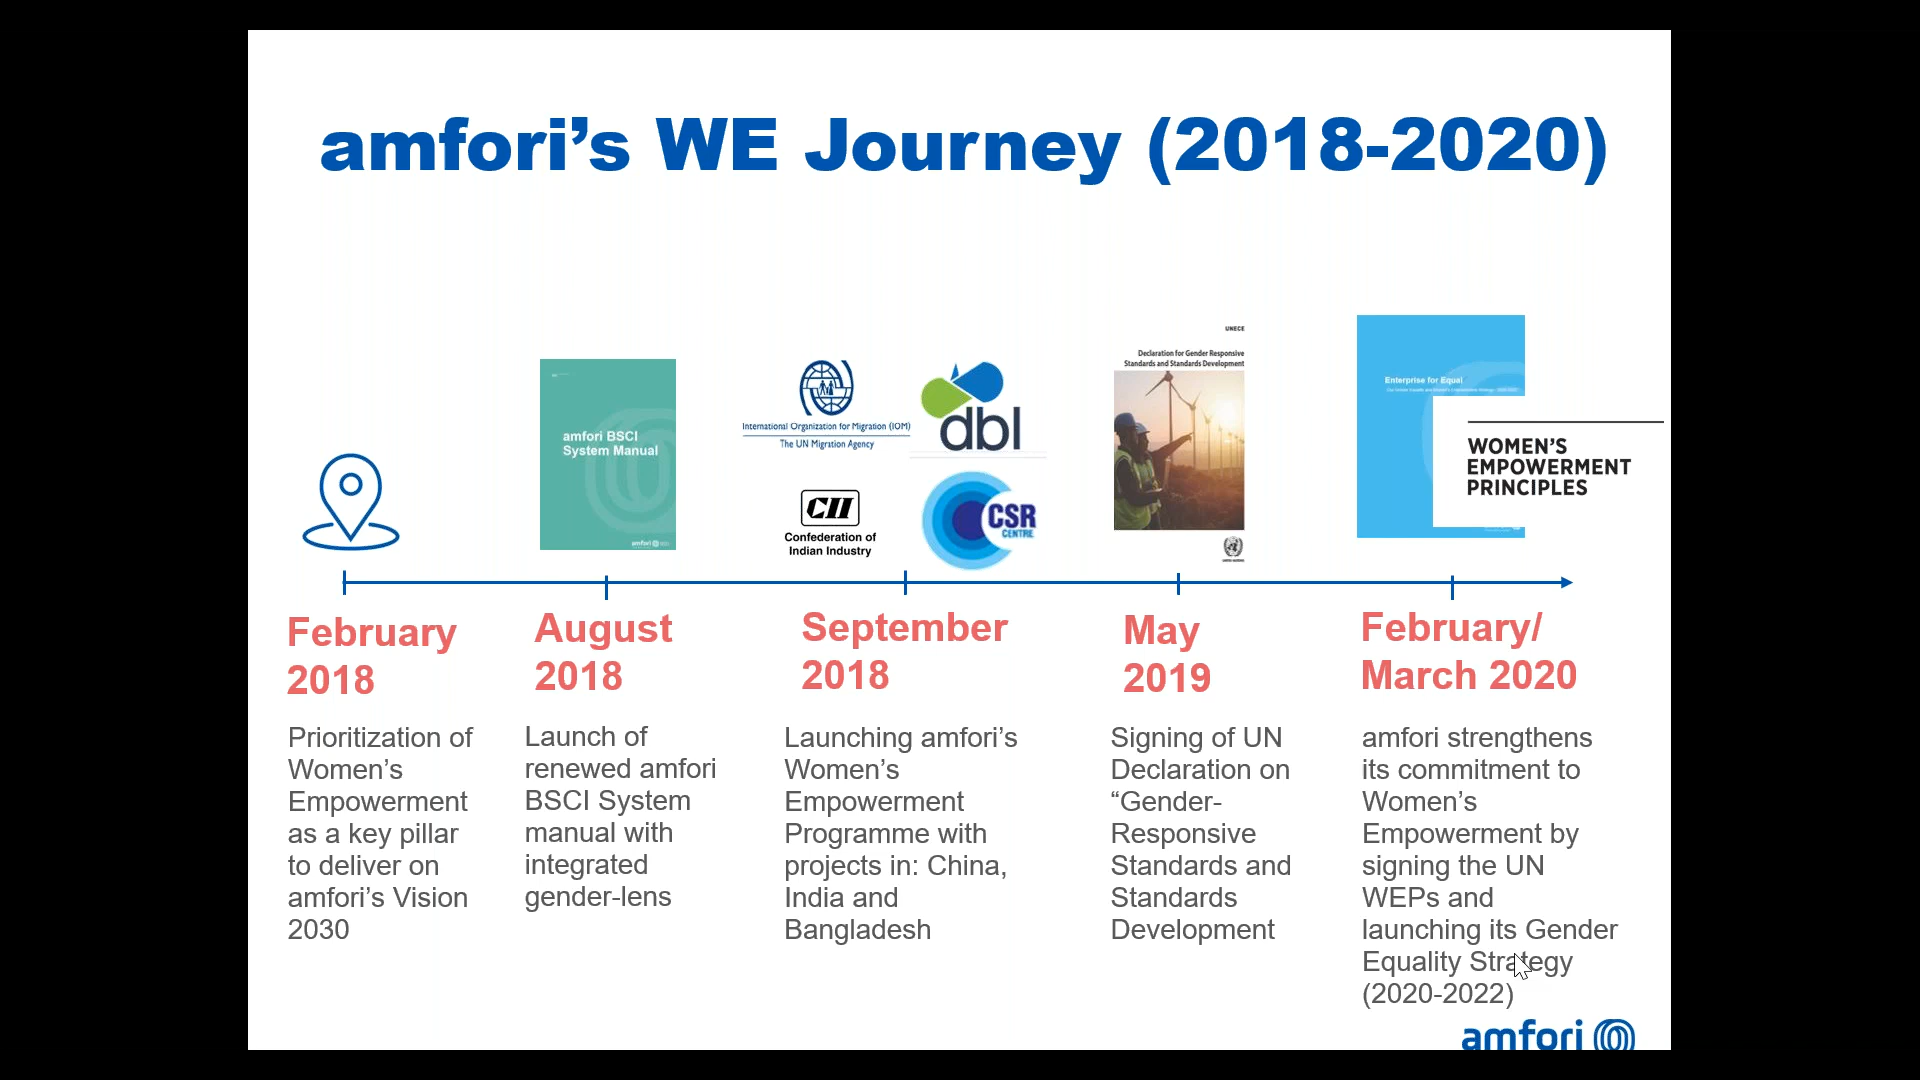 amfori’s WE Journey (2018-2020)
amfori BSCI
System Manual
amfori
International Organization for Migration (IOM)
The UN Migration Agency
dbl
CII
Confederation of
Indian Industry
CSR
CENTRE
UNECE
Declaration for Gender Responsive
Standards and Standards Development
UNITED NATIONS
Enterprise for Equal
WOMEN’S
EMPOWERMENT
PRINCIPLES
February
2018
Prioritization of
Women’s
Empowerment
as a key pillar
to deliver on
amfori’s Vision
2030
August
2018
Launch of
renewed amfori
BSCI System
manual with
integrated
gender-lens
September
2018
Launching amfori’s
Women’s
Empowerment
Programme with
projects in: China,
India and
Bangladesh
May
2019
Signing of UN
Declaration on
“Gender-
Responsive
Standards and
Standards
Development
February/
March 2020
amfori strengthens
its commitment to
Women’s
Empowerment by
signing the UN
WEPs and
launching its Gender
Equality Strategy
(2020-2022)
amfori